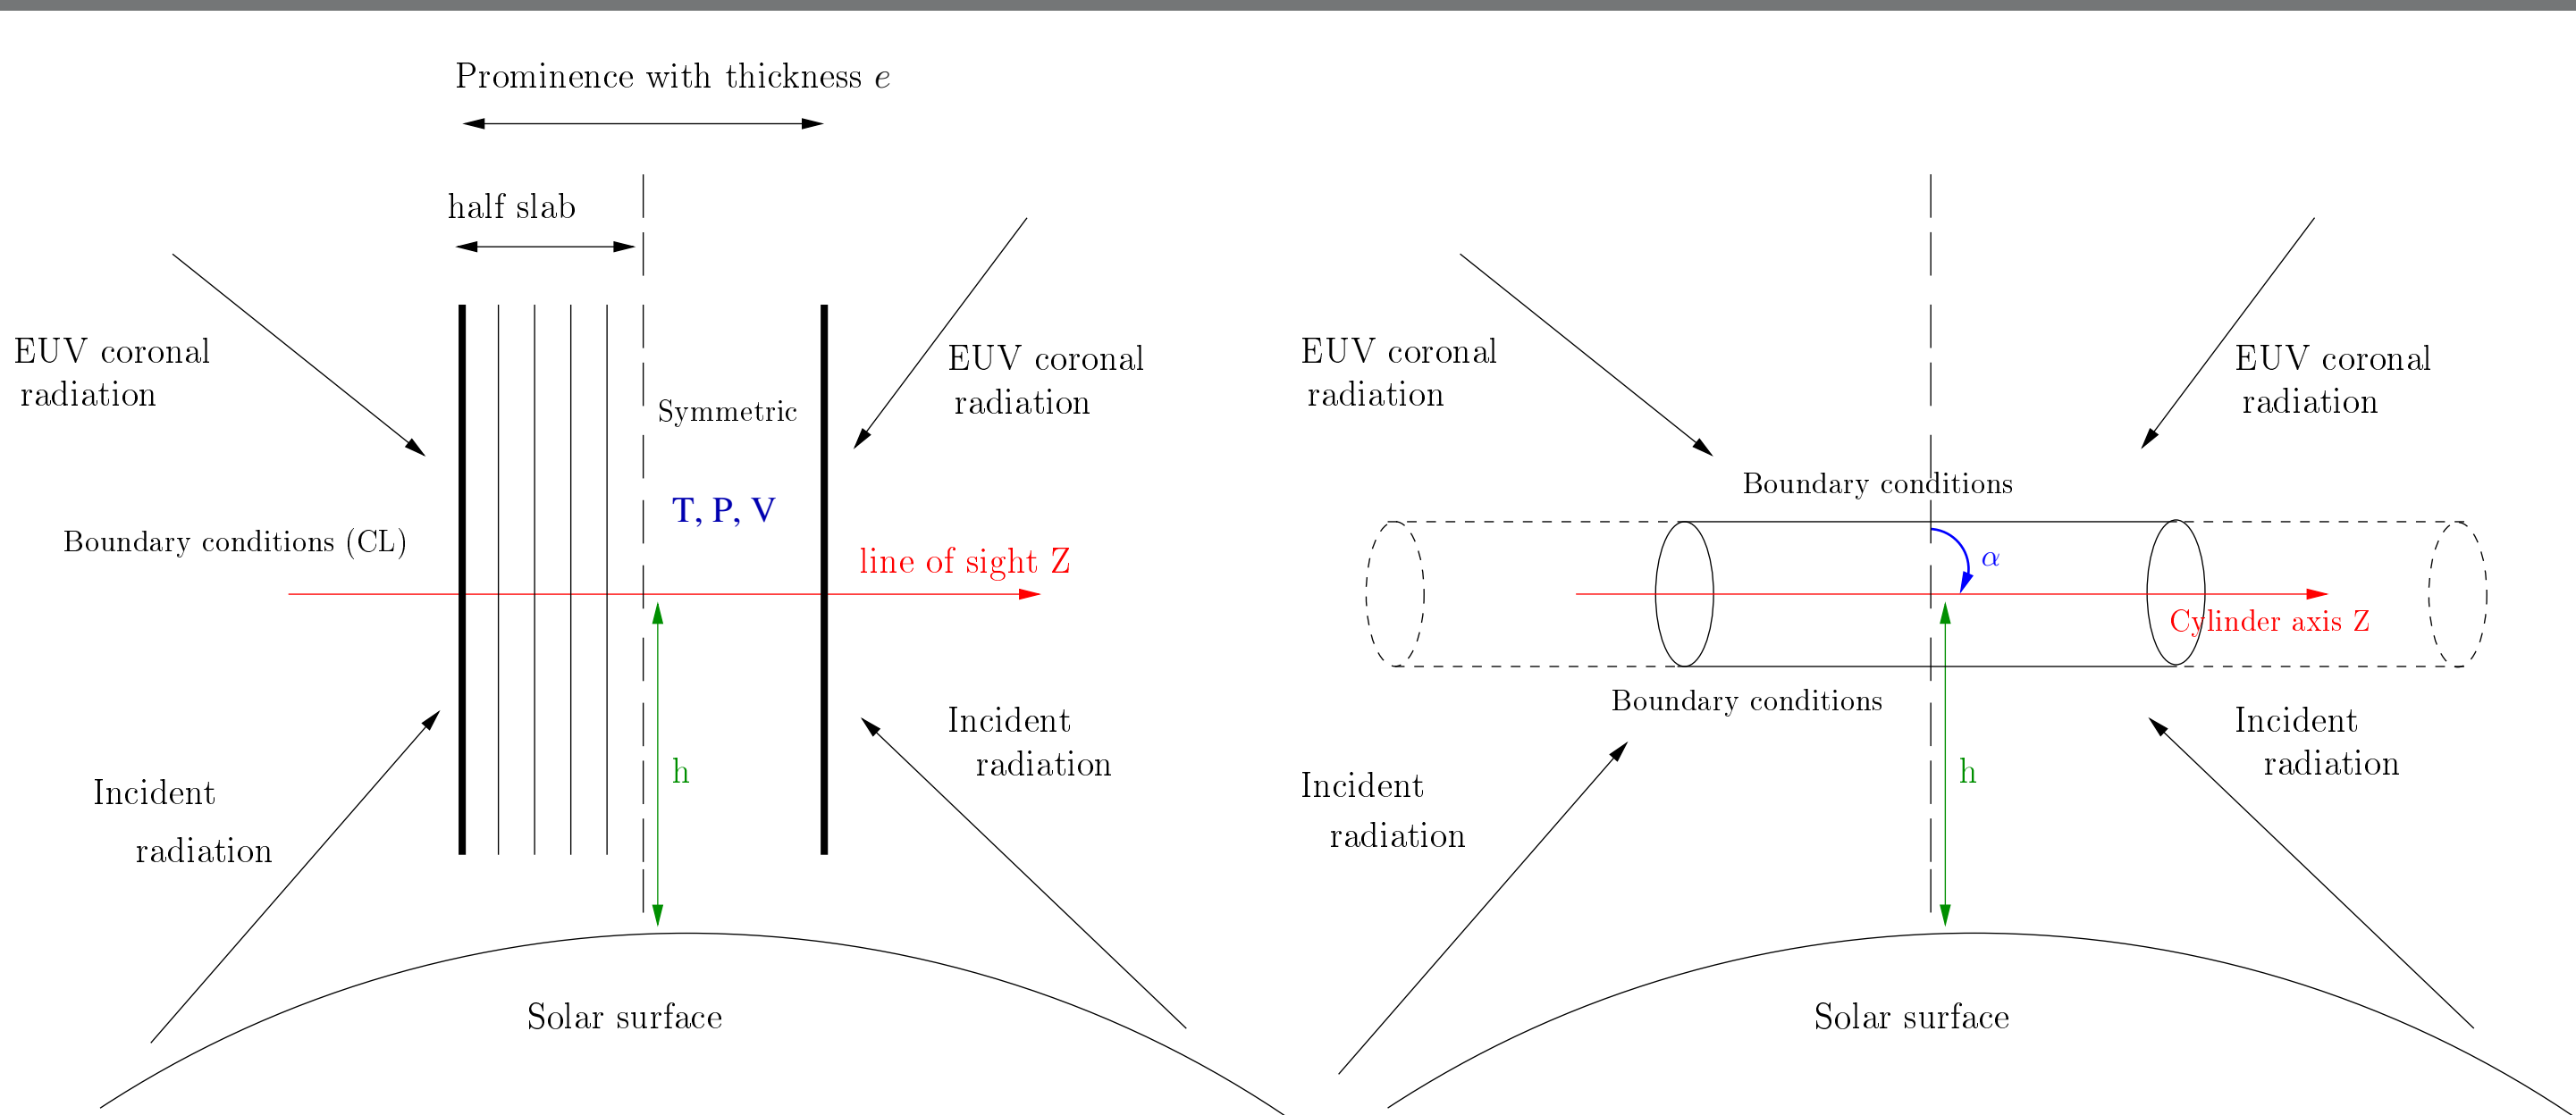 Prominence with thickness e
half slab
EUV coronal
radiation
EUV coronal
radiation
Symmetric
T, P, V
Boundary conditions (CL)
line of sight Z
Incident
radiation
h
Incident
radiation
Solar surface
EUV coronal
radiation
EUV coronal
radiation
Boundary conditions
α
Cylinder axis Z
Boundary conditions
Incident
radiation
h
Incident
radiation
Solar surface